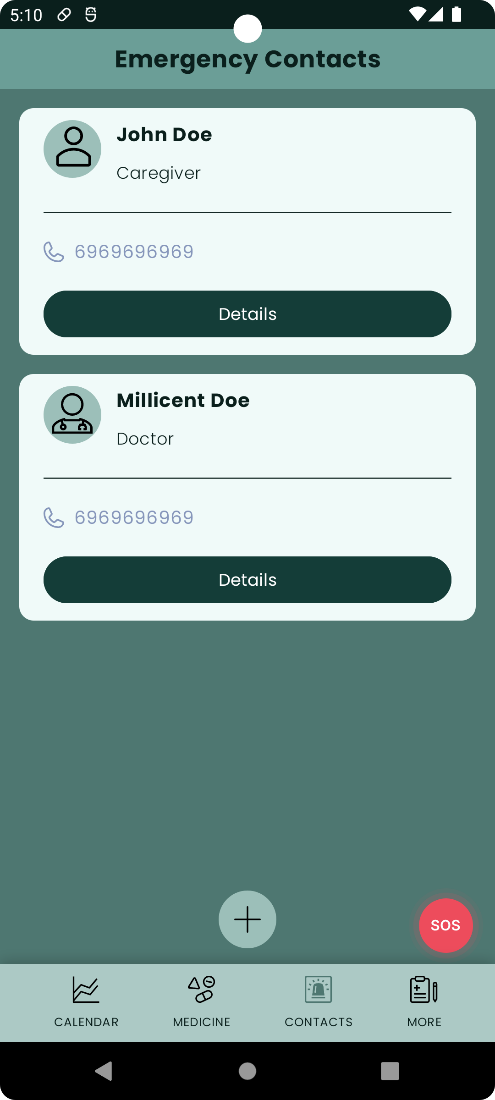 5:10
Emergency Contacts
John Doe
Caregiver
6969696969
Details
Millicent Doe
Doctor
6969696969
Details
SOS
CALENDAR MEDICINE CONTACTS MORE